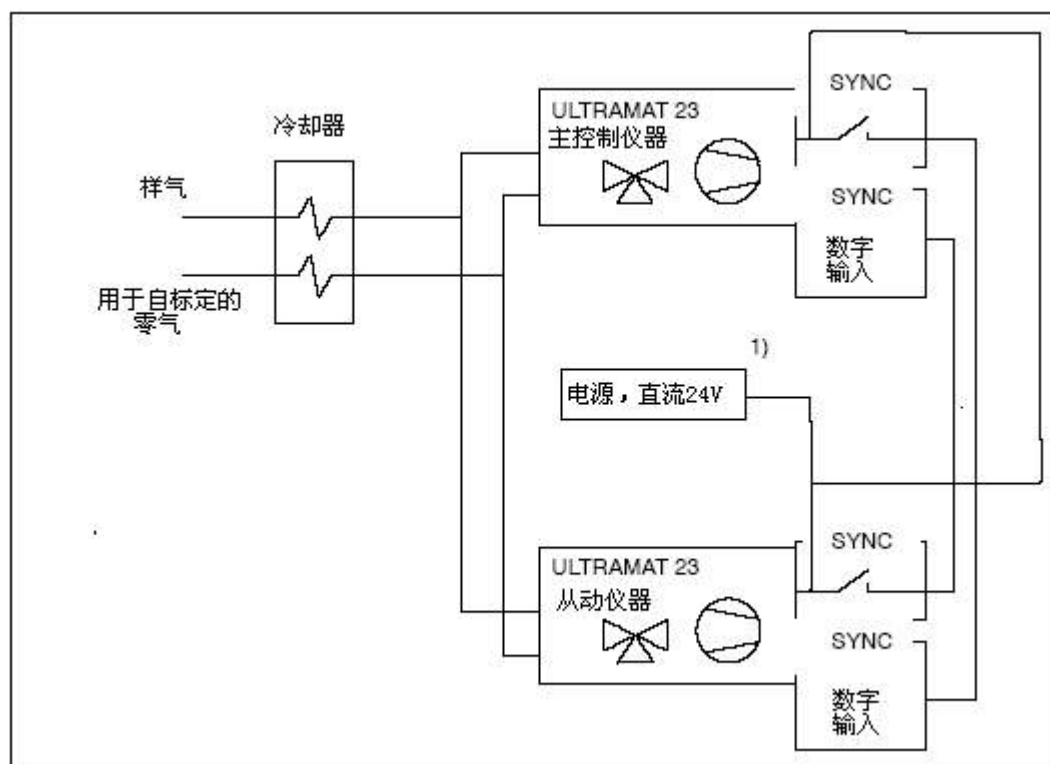 冷却器
样气
用于自标定的
零气
ULTRAMAT 23
主控制仪器
SYNC
SYNC
数字
输入
1)
电源，直流24V
ULTRAMAT 23
从动仪器
SYNC
SYNC
数字
输入